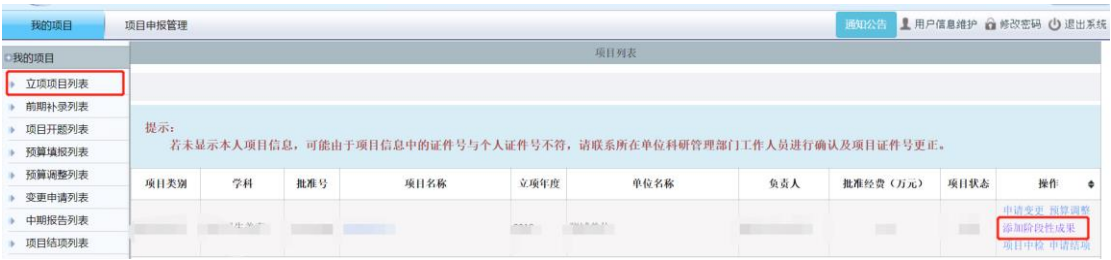 我的项目 项目申报管理 通知公告 用户信息维护 修改密码 退出系统
我的项目
立项项目列表
前期补录列表
项目开题列表
预算填报列表
预算调整列表
变更申请列表
中期报告列表
项目结项列表
项目列表
提示:
若未显示本人项目信息，可能由于项目信息中的证件号与个人证件号不符，请联系所在单位科研管理部门工作人员进行确认及项目证件号更正。
项目类别 学科 批准号 项目名称 立项年度 单位名称 负责人 批准经费（万元） 项目状态 操作
申请变更 预算调整
添加阶段性成果
项目中检 申请结项